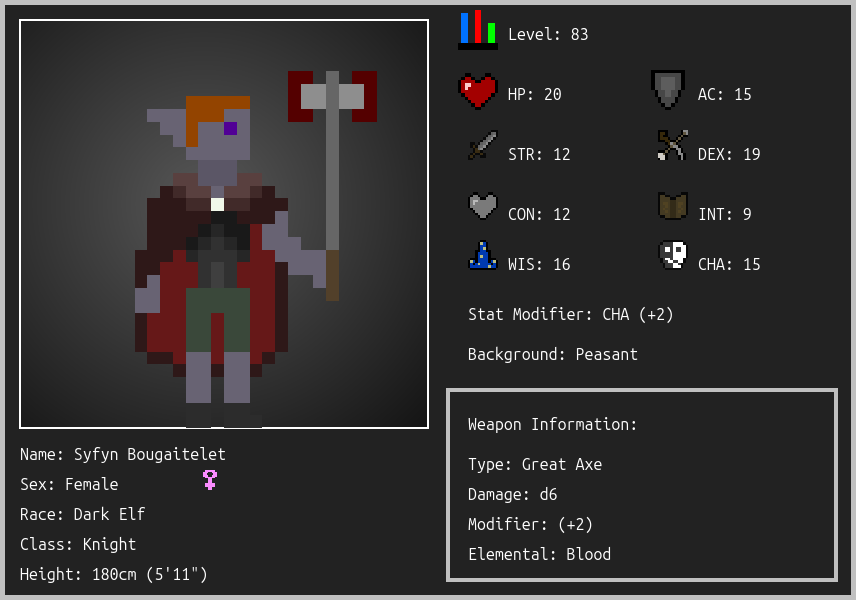 Level: 83
HP: 20
AC: 15
STR: 12
DEX: 19
CON: 12
INT: 9
WIS: 16
CHA: 15
Stat Modifier: CHA (+2)
Background: Peasant
Weapon Information:
Type: Great Axe
Damage: d6
Modifier: (+2)
Elemental: Blood
Name: Syfyn Bougaitelet
Sex: Female
Race: Dark Elf
Class: Knight
Height: 180cm (5'11")